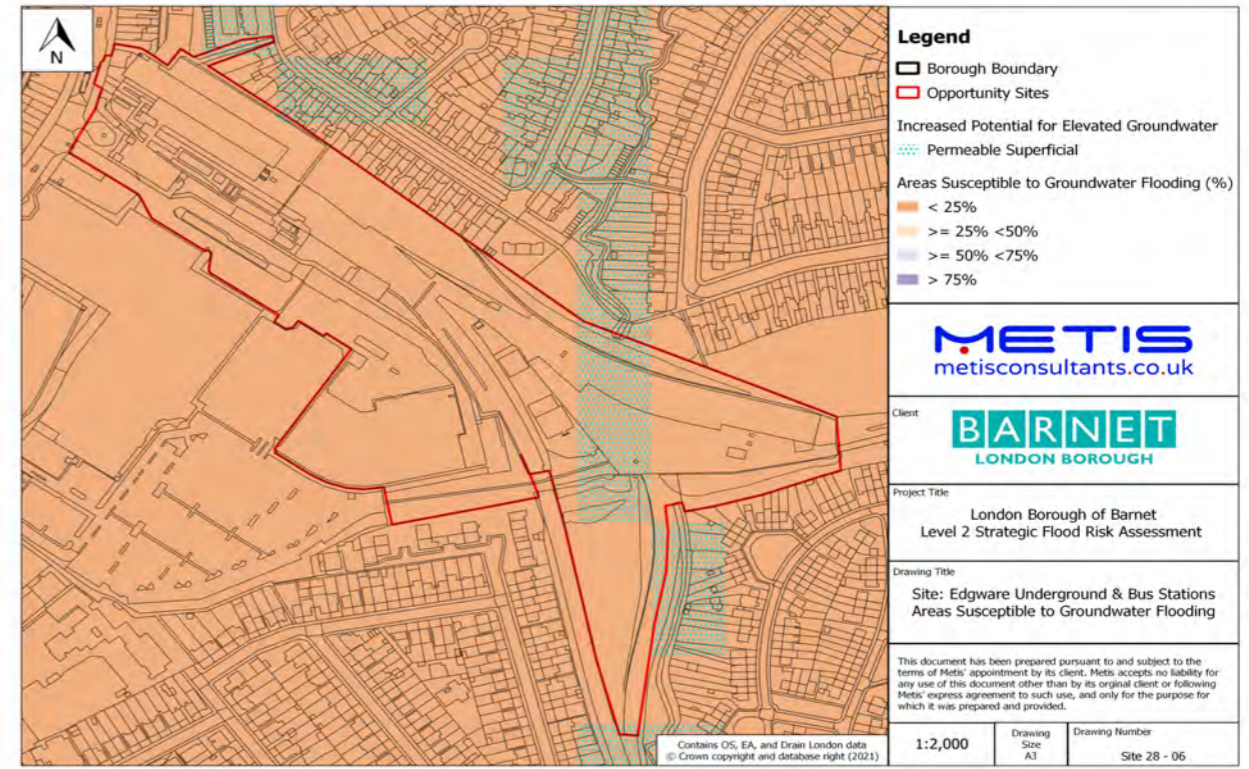 N
Legend
Borough Boundary
Opportunity Sites
Increased Potential for Elevated Groundwater
Permeable Superficial
Areas Susceptible to Groundwater Flooding (%)
< 25%
>= 25% <50%
>= 50% <75%
> 75%
METIS
metisconsultants.co.uk
Client
BARNET
LONDON BOROUGH
Project Title
London Borough of Barnet
Level 2 Strategic Flood Risk Assessment
Drawing Title
Site: Edgware Underground & Bus Stations
Areas Susceptible to Groundwater Flooding
This document has been prepared pursuant to and subject to the
terms of Metis' appointment by its client. Metis accepts no liability for
any use of this document other than by its orginal client or following
Metis' express agreement to such use, and only for the purpose for
which it was prepared and provided.
Contains OS, EA, and Drain London data
© Crown copyright and database right (2021)
1:2,000
Drawing
Size
A3
Drawing Number
Site 28 - 06